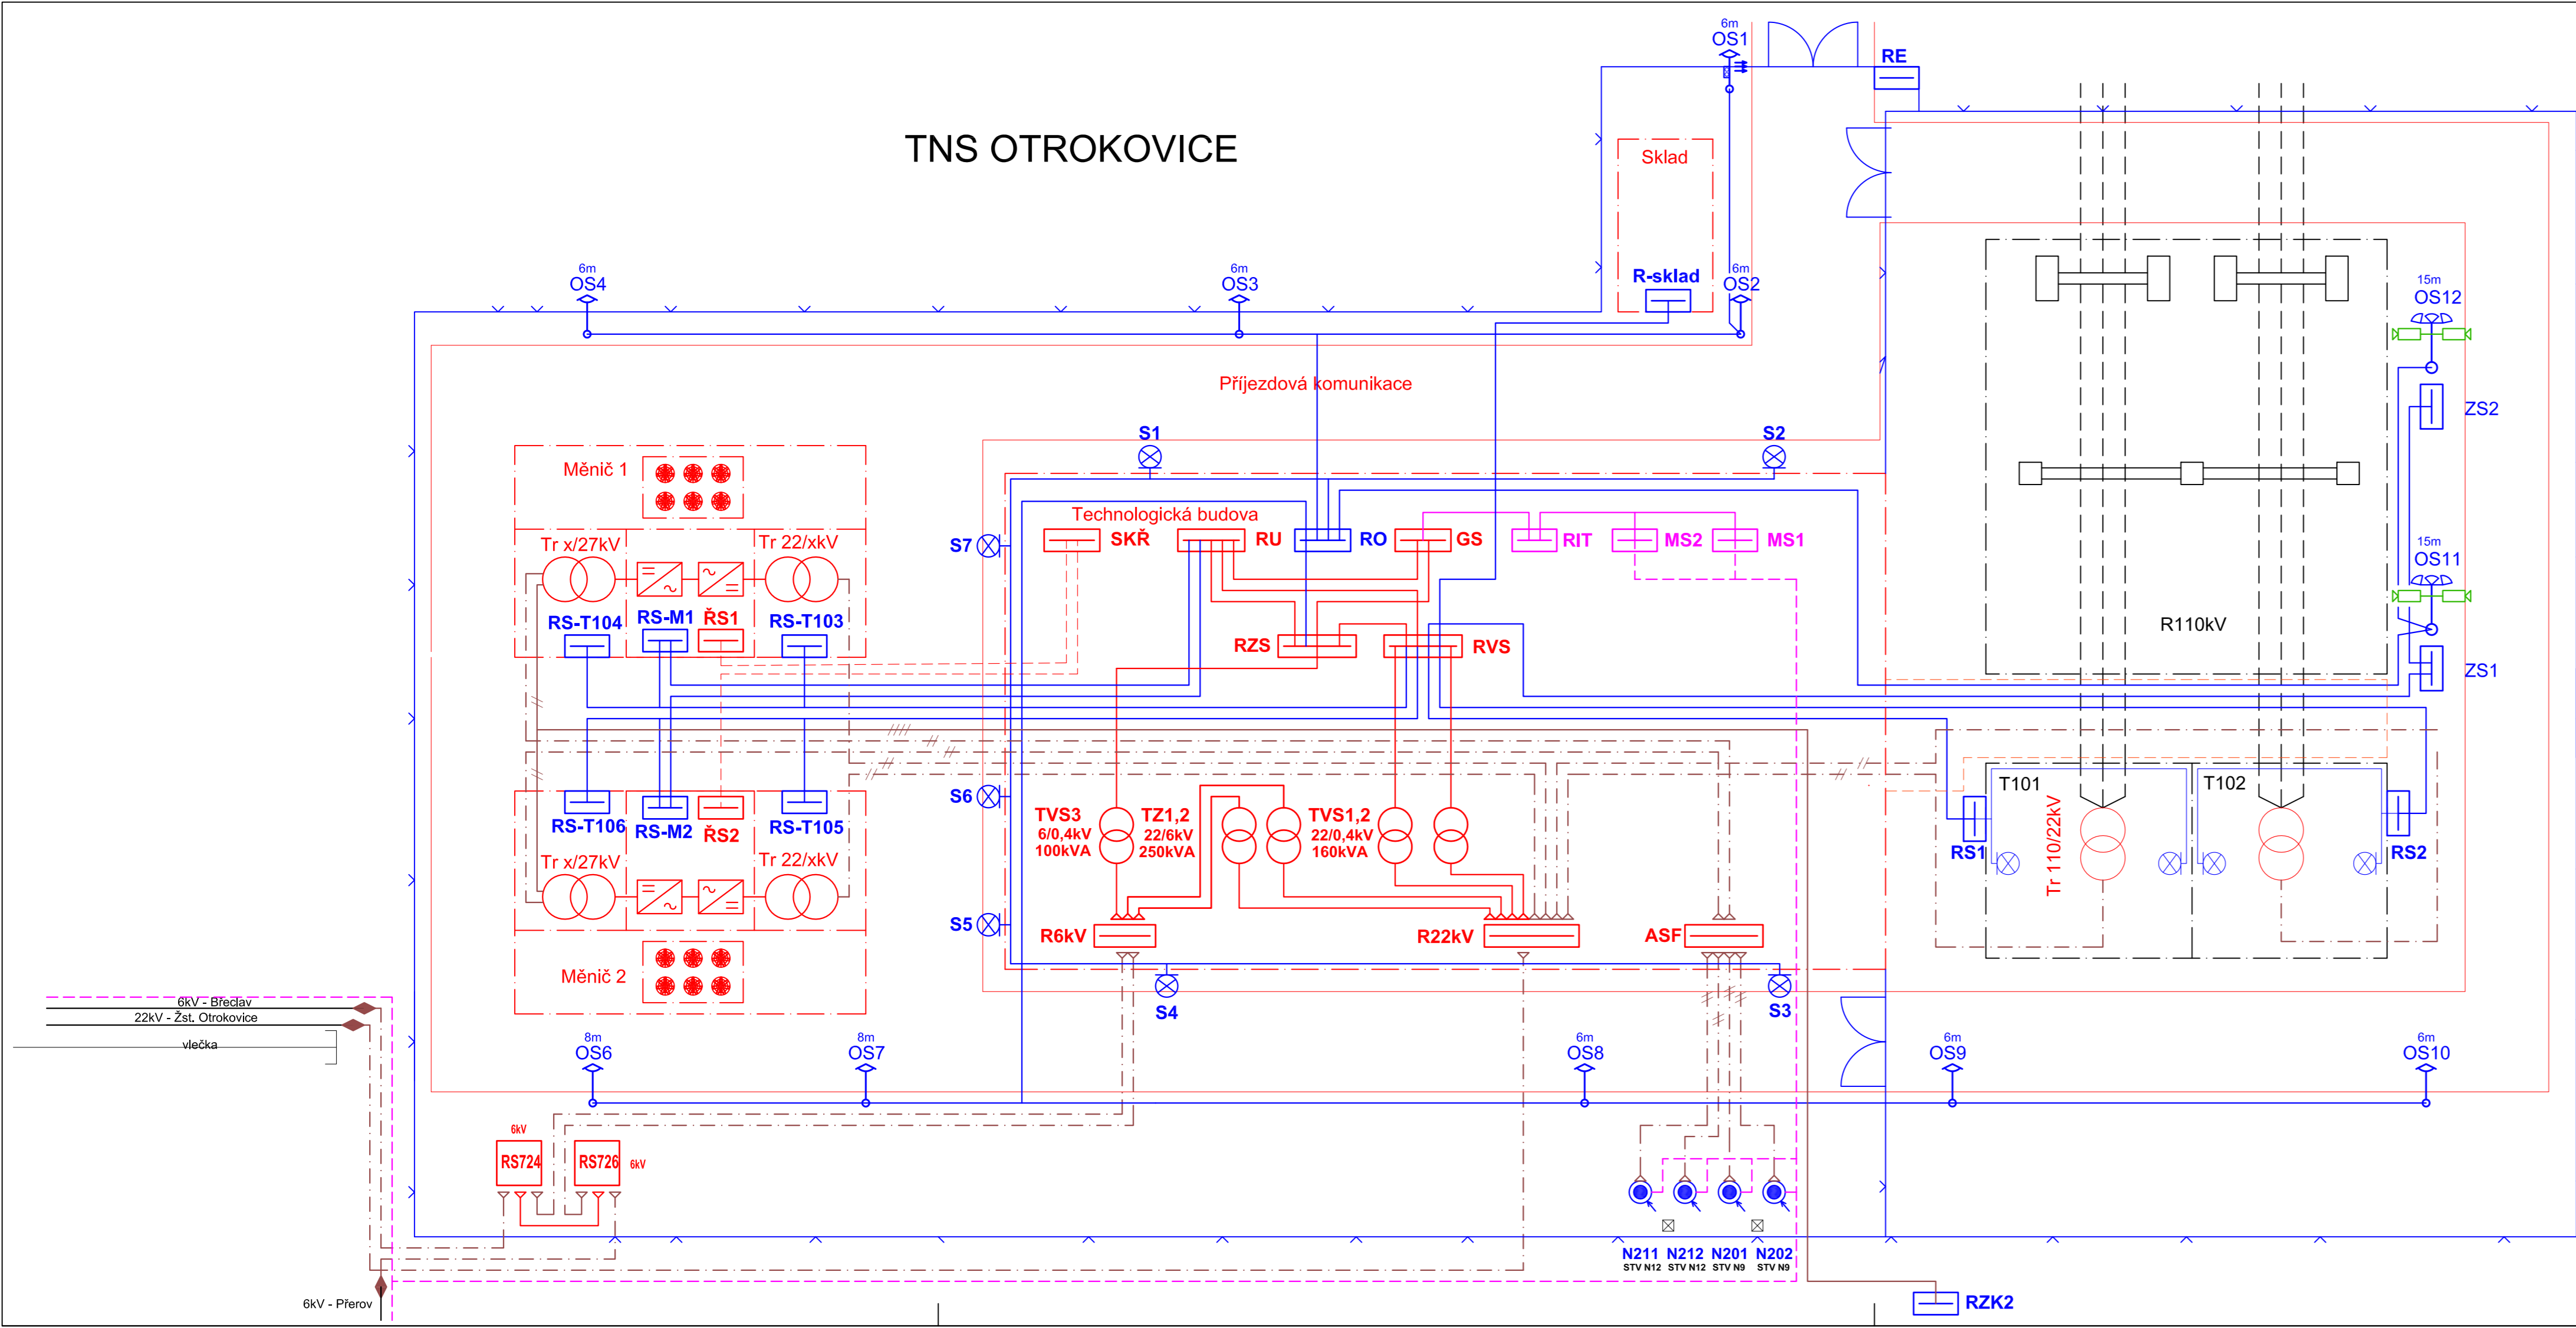 TNS OTROKOVICE
6m
OS1
RE
Sklad
R-sklad
6m
OS2
6m
OS3
6m
OS4
15m
OS12
ZS2
15m
OS11
ZS1
R110kV
Příjezdová komunikace
S1
S2
Technologická budova
S7
SKŘ
RU
RO
GS
RIT
MS2
MS1
RZS
RVS
Měnič 1
Tr x/27kV
Tr 22/xkV
RS-T104
RS-M1
ŘS1
RS-T103
RS-T106
RS-M2
ŘS2
RS-T105
Tr x/27kV
Tr 22/xkV
Měnič 2
S6
S5
TVS3
6/0,4kV
100kVA
TZ1,2
22/6kV
250kVA
TVS1,2
22/0,4kV
160kVA
R6kV
R22kV
ASF
S4
S3
T101
T102
RS1
Tr 110/22kV
RS2
6kV - Břeclav
22kV - Žst. Otrokovice
vlečka
8m
OS6
8m
OS7
6m
OS8
6m
OS9
6m
OS10
6kV
RS724
RS726
6kV
N211
STV N12
N212
STV N12
N201
STV N9
N202
STV N9
6kV - Přerov
RZK2